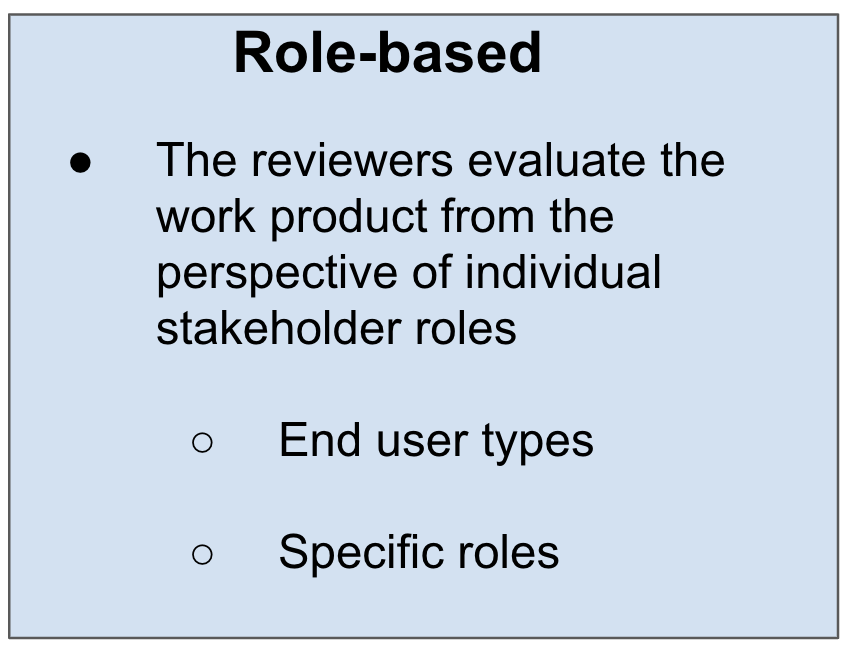 Role-based
● The reviewers evaluate the
work product from the
perspective of individual
stakeholder roles
○ End user types
○ Specific roles